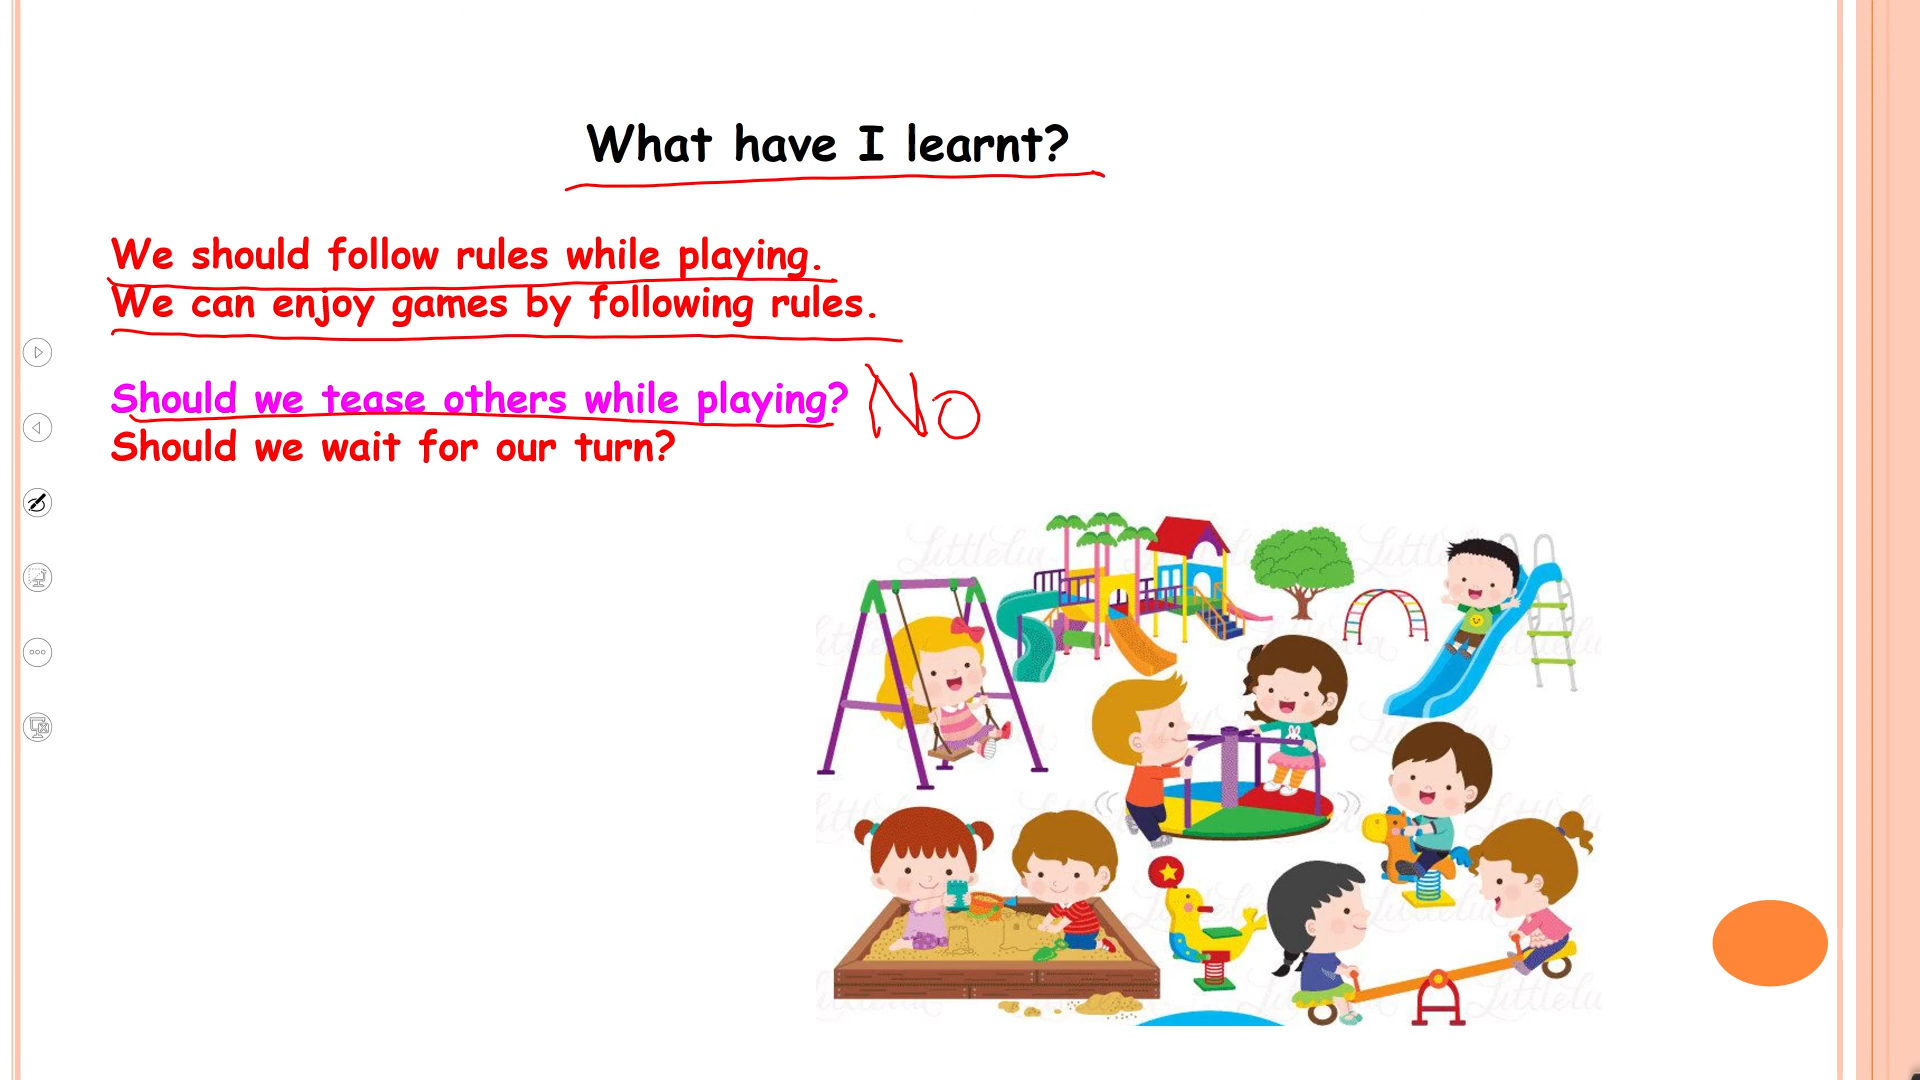 What have I learnt?
We should follow rules while playing.
We can enjoy games by following rules.
Should we tease others while playing? No
Should we wait for our turn?
Littlelia